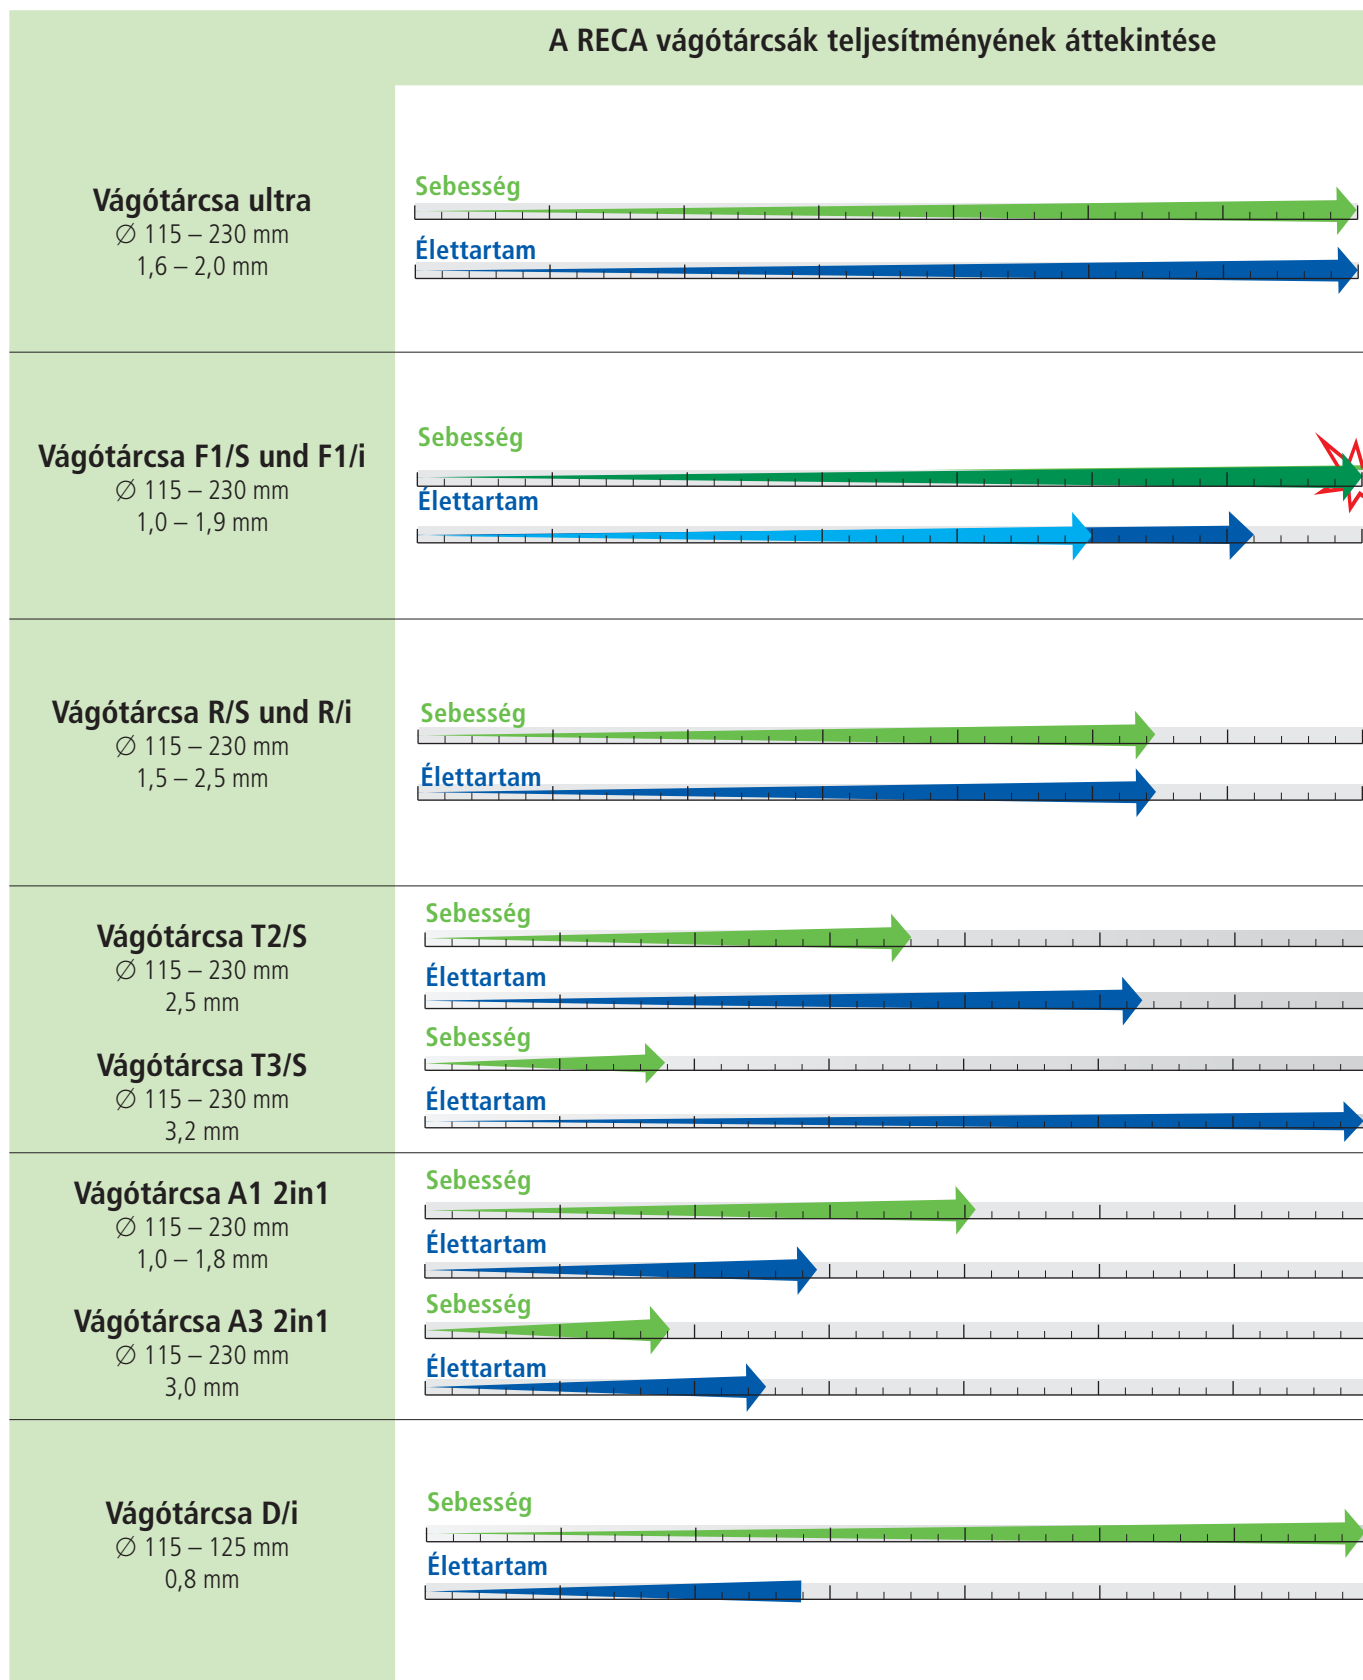 A RECA vágótárcsák teljesítményének áttekintése
Vágótárcsa ultra
∅ 115 – 230 mm
1,6 – 2,0 mm
Sebesség
Élettartam
Vágótárcsa F1/S und F1/i
∅ 115 – 230 mm
1,0 – 1,9 mm
Sebesség
Élettartam
Vágótárcsa R/S und R/i
∅ 115 – 230 mm
1,5 – 2,5 mm
Sebesség
Élettartam
Vágótárcsa T2/S
∅ 115 – 230 mm
2,5 mm
Sebesség
Élettartam
Vágótárcsa T3/S
∅ 115 – 230 mm
3,2 mm
Sebesség
Élettartam
Vágótárcsa A1 2in1
∅ 115 – 230 mm
1,0 – 1,8 mm
Sebesség
Élettartam
Vágótárcsa A3 2in1
∅ 115 – 230 mm
3,0 mm
Sebesség
Élettartam
Vágótárcsa D/i
∅ 115 – 125 mm
0,8 mm
Sebesség
Élettartam